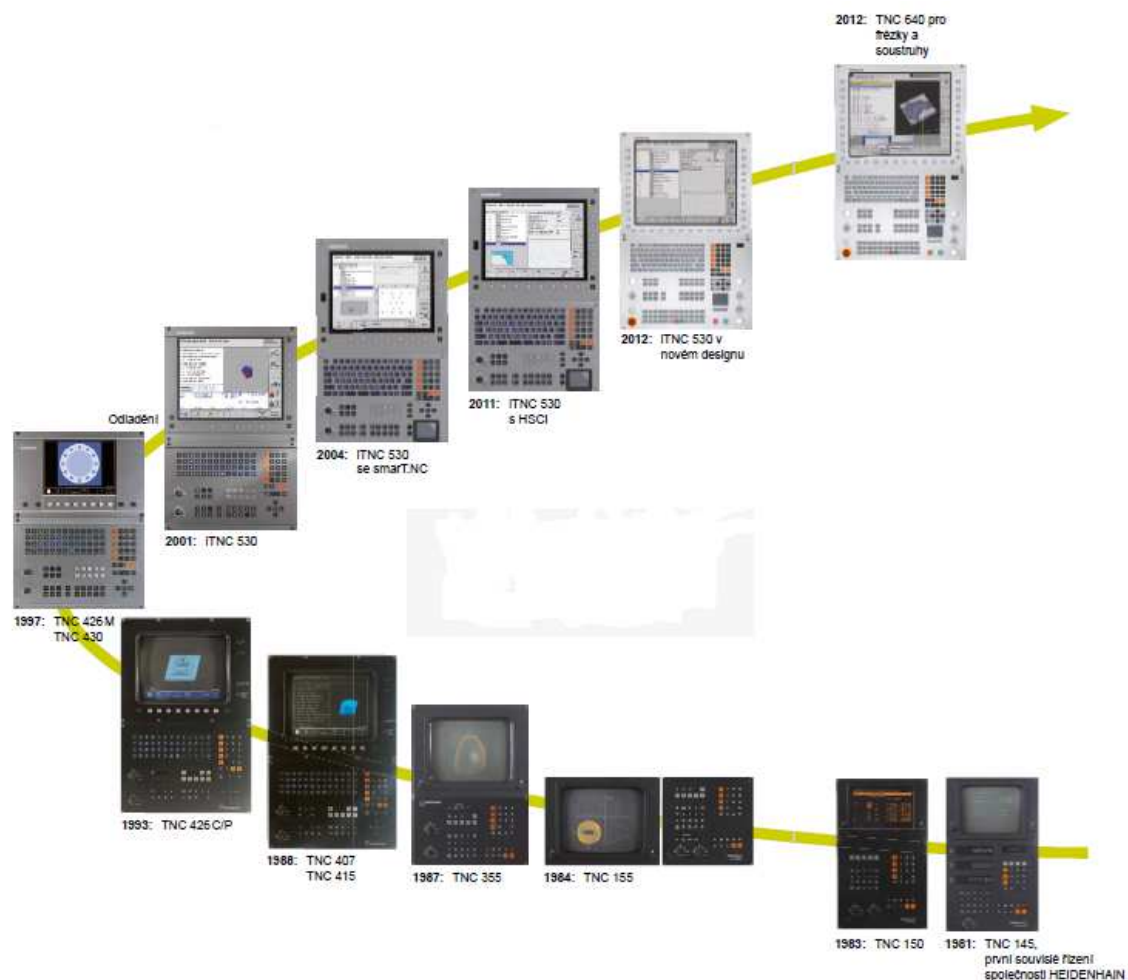 2012: TNC 640 pro
frézky a
soustruhy
2012: iTNC 530 v
novém designu
2011: iTNC 530
s HSCI
2004: iTNC 530
se smarT.NC
Odladění
2001: iTNC 530
1997: TNC 426 M
TNC 430
1993: TNC 426 C/P
1988: TNC 407
TNC 415
1987: TNC 355
1984: TNC 155
1983: TNC 150
1981: TNC 145,
první souvislé řízení
společnosti HEIDENHAIN